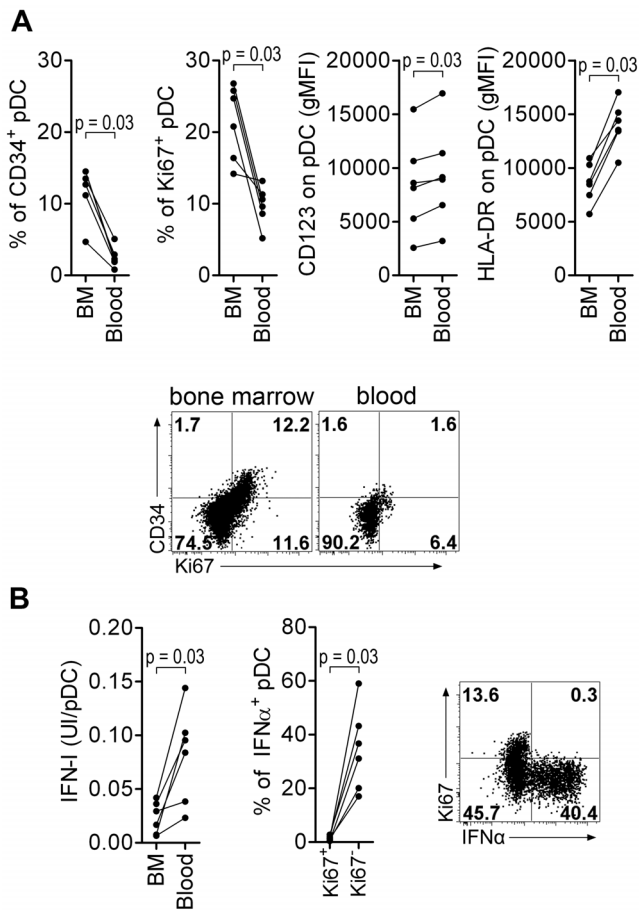 A
% of CD34+ pDC
30
20
10
0
p = 0.03
BM
Blood
% of Ki67+ pDC
30
20
10
0
p = 0.03
BM
Blood
CD123 on pDC (gMFI)
20000
15000
10000
5000
0
p = 0.03
BM
Blood
HLA-DR on pDC (gMFI)
20000
15000
10000
5000
0
p = 0.03
BM
Blood
bone marrow
blood
1.7 12.2
74.5 11.6
1.6 1.6
90.2 6.4
CD34
Ki67
B
IFN-I (UI/pDC)
0.20
0.15
0.10
0.05
0.00
p = 0.03
BM
Blood
% of IFNα+ pDC
80
60
40
20
0
p = 0.03
Ki67+
Ki67-
13.6 0.3
45.7 40.4
Ki67
IFNα